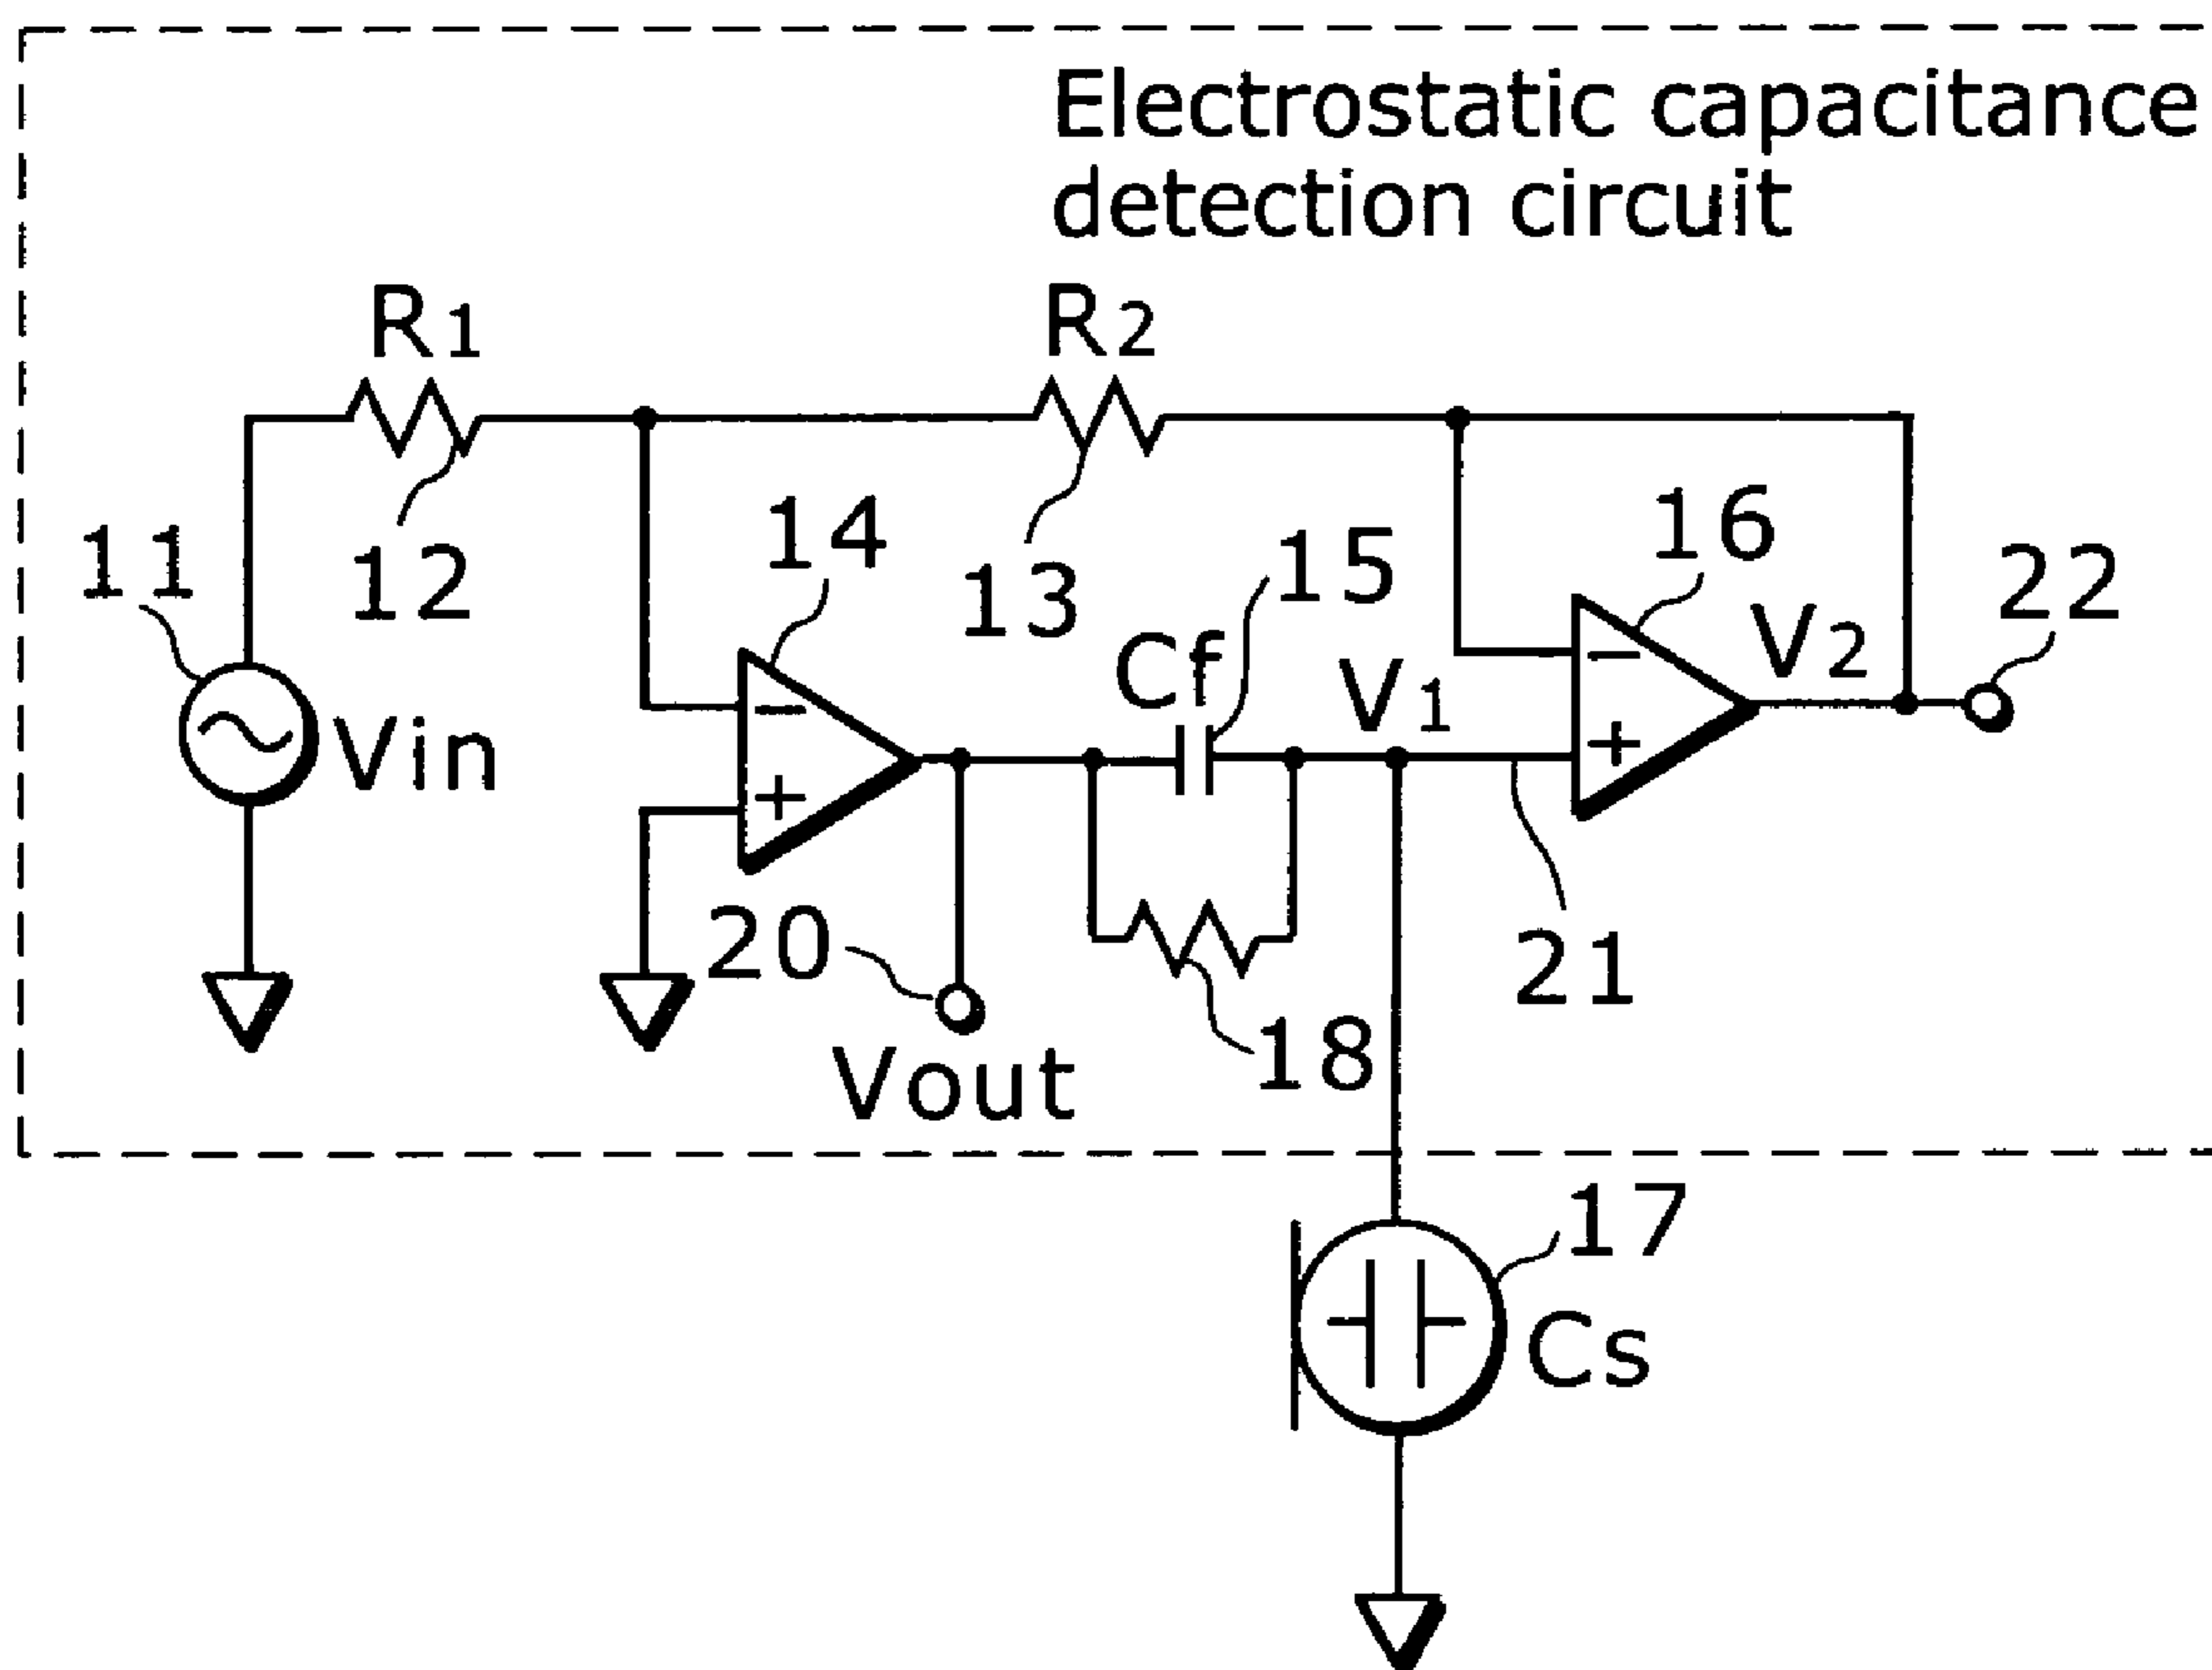 Electrostatic capacitance
detection circuit
R1
R2
11
12
14
13
15
16
22
Cf
V1
V2
Vin
−
+
−
+
20
Vout
18
21
17
Cs